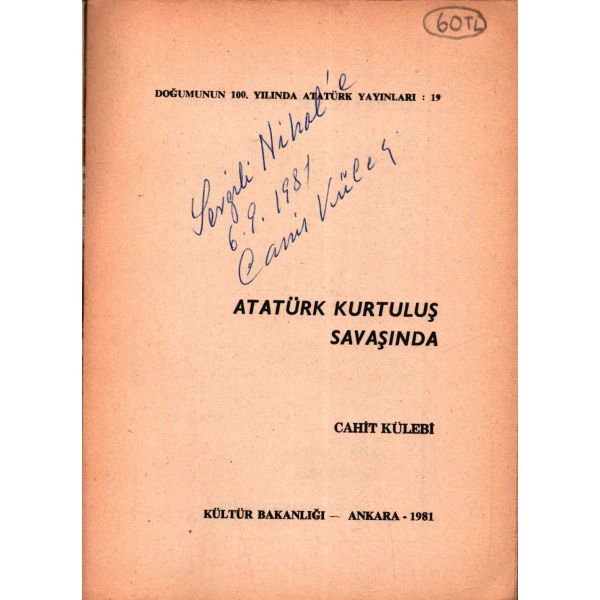 60TL
DOĞUMUNUN 100. YILINDA ATATÜRK YAYINLARI : 19
Sevgili Nihal'e
6.9.1981
Cahit Külebi
ATATÜRK KURTULUŞ
SAVAŞINDA
CAHİT KÜLEBİ
KÜLTÜR BAKANLIĞI — ANKARA - 1981